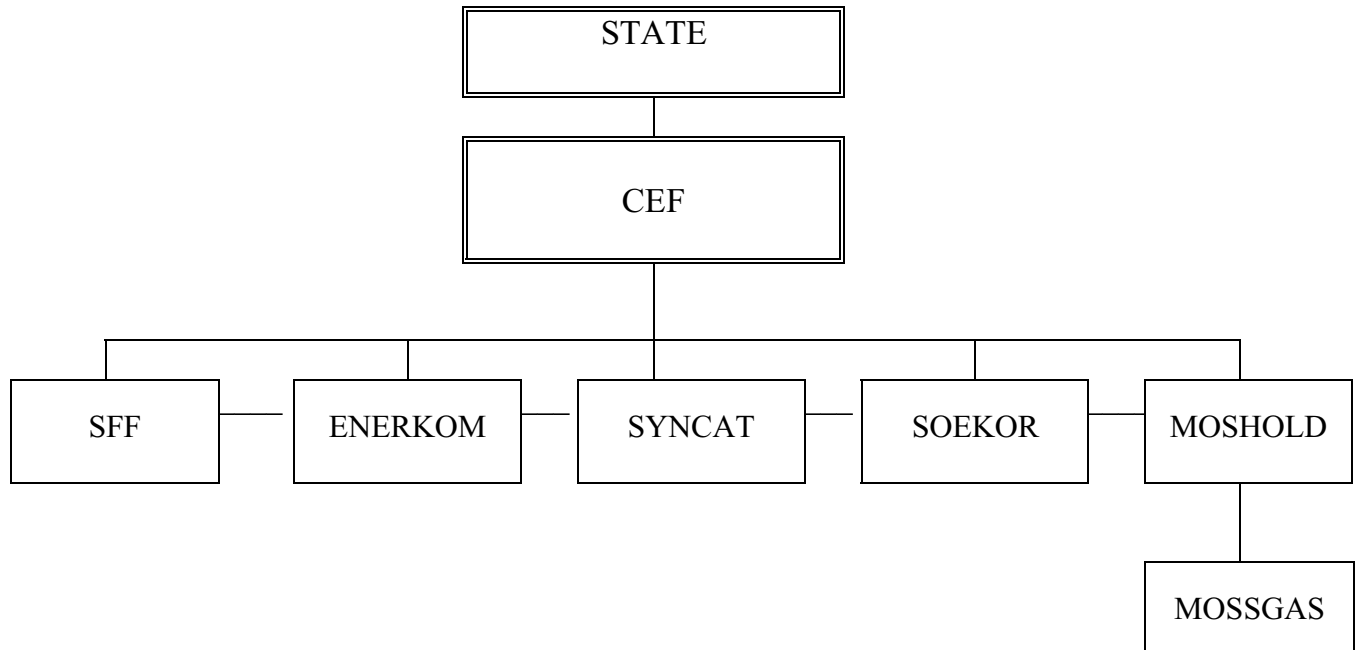 STATE
CEF
SFF
ENERKOM
SYNCAT
SOEKOR
MOSHOLD
MOSSGAS